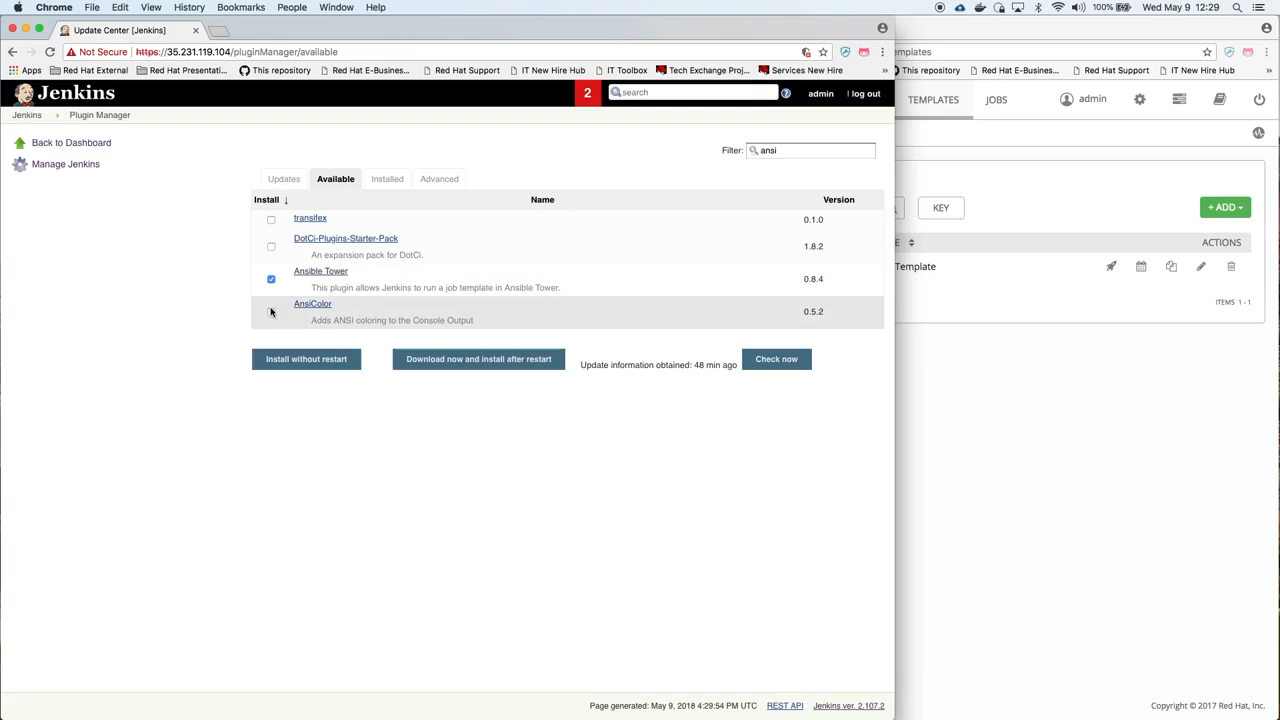 Chrome File Edit View History Bookmarks People Window Help 100% Wed May 9 12:29
Update Center [Jenkins]
Not Secure https://35.231.119.104/pluginManager/available
emplates
Apps Red Hat External Red Hat Presentati... This repository Red Hat E-Business... Red Hat Support IT New Hire Hub IT Toolbox Tech Exchange Proj... Services New Hire »
This repository Red Hat E-Business... Red Hat Support IT New Hire Hub »
Jenkins 2 search admin | log out
TEMPLATES JOBS admin
Jenkins Plugin Manager
Back to Dashboard
Manage Jenkins
Filter: ansi
Updates Available Installed Advanced
Install ↓ Name Version
transifex 0.1.0
DotCi-Plugins-Starter-Pack 1.8.2
An expansion pack for DotCi.
Ansible Tower 0.8.4
This plugin allows Jenkins to run a job template in Ansible Tower.
AnsiColor 0.5.2
Adds ANSI coloring to the Console Output
Install without restart Download now and install after restart Update information obtained: 48 min ago Check now
KEY + ADD
E ACTIONS
Template
ITEMS 1 - 1
Page generated: May 9, 2018 4:29:54 PM UTC REST API Jenkins ver. 2.107.2
Copyright © 2017 Red Hat, Inc.